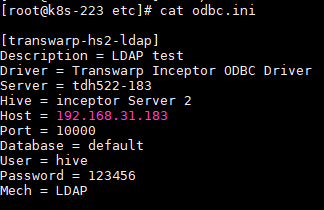 [root@k8s-223 etc]# cat odbc.ini
[transwarp-hs2-ldap]
Description = LDAP test
Driver = Transwarp Inceptor ODBC Driver
Server = tdh522-183
Hive = inceptor Server 2
Host = 192.168.31.183
Port = 10000
Database = default
User = hive
Password = 123456
Mech = LDAP